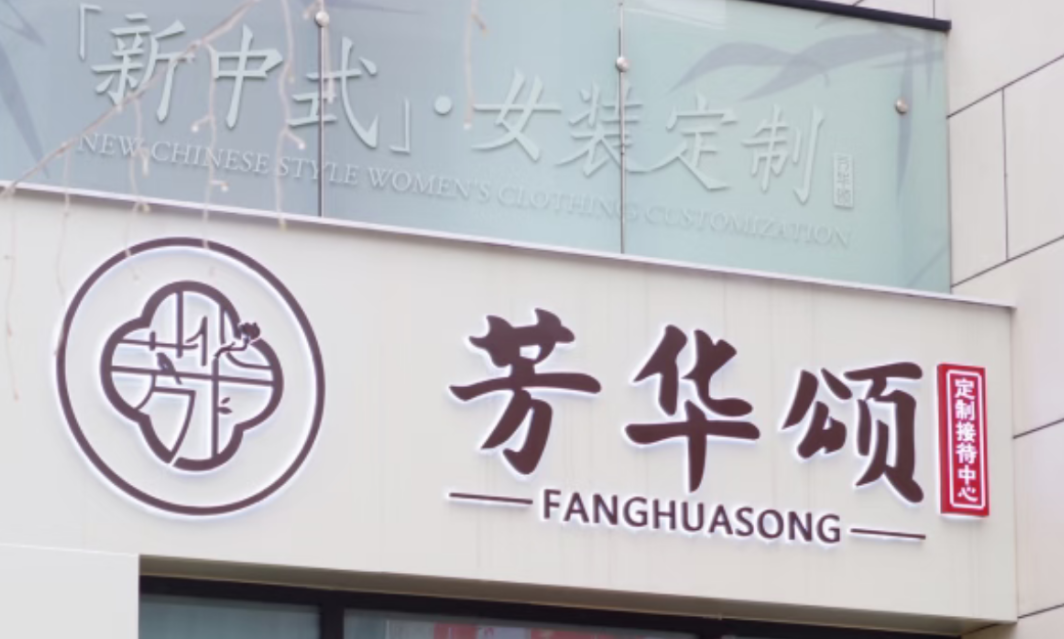 「新中式」·女装定制
NEW CHINESE STYLE WOMEN'S CLOTHING CUSTOMIZATION
芳华颂
FANGHUASONG
定制接待中心